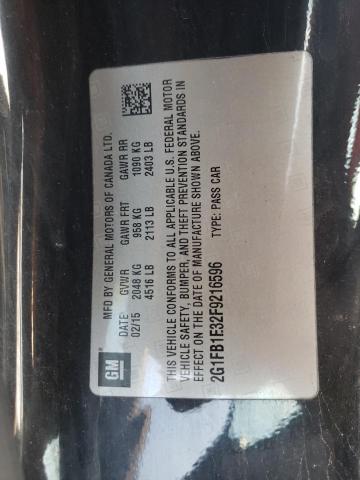 MFD BY GENERAL MOTORS OF CANADA LTD.
DATE GVWR GAWR FRT GAWR RR
02/15 2048 KG 958 KG 1090 KG
4516 LB 2113 LB 2403 LB
THIS VEHICLE CONFORMS TO ALL APPLICABLE U.S. FEDERAL MOTOR
VEHICLE SAFETY, BUMPER, AND THEFT PREVENTION STANDARDS IN
EFFECT ON THE DATE OF MANUFACTURE SHOWN ABOVE.
2G1FB1E32F9216596 TYPE: PASS CAR
GM